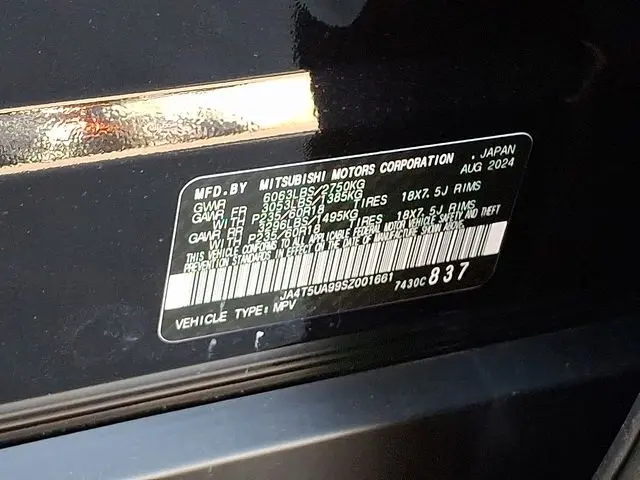 MFD.BY MITSUBISHI MOTORS CORPORATION , JAPAN
GVWR 6063LBS/2750KG AUG 2024
GAWR FR 3053LBS/1385KG
WITH P235/60R18 TIRES 18X7.5J RIMS
GAWR RR 3296LBS/1495KG
WITH P235/60R18 TIRES 18X7.5J RIMS
THIS VEHICLE CONFORMS TO ALL APPLICABLE FEDERAL MOTOR VEHICLE SAFETY AND THEFT
PREVENTION STANDARDS IN EFFECT ON THE DATE OF MANUFACTURE SHOWN ABOVE.
JA4T5UA99SZ001661 7430C 837
VEHICLE TYPE: MPV